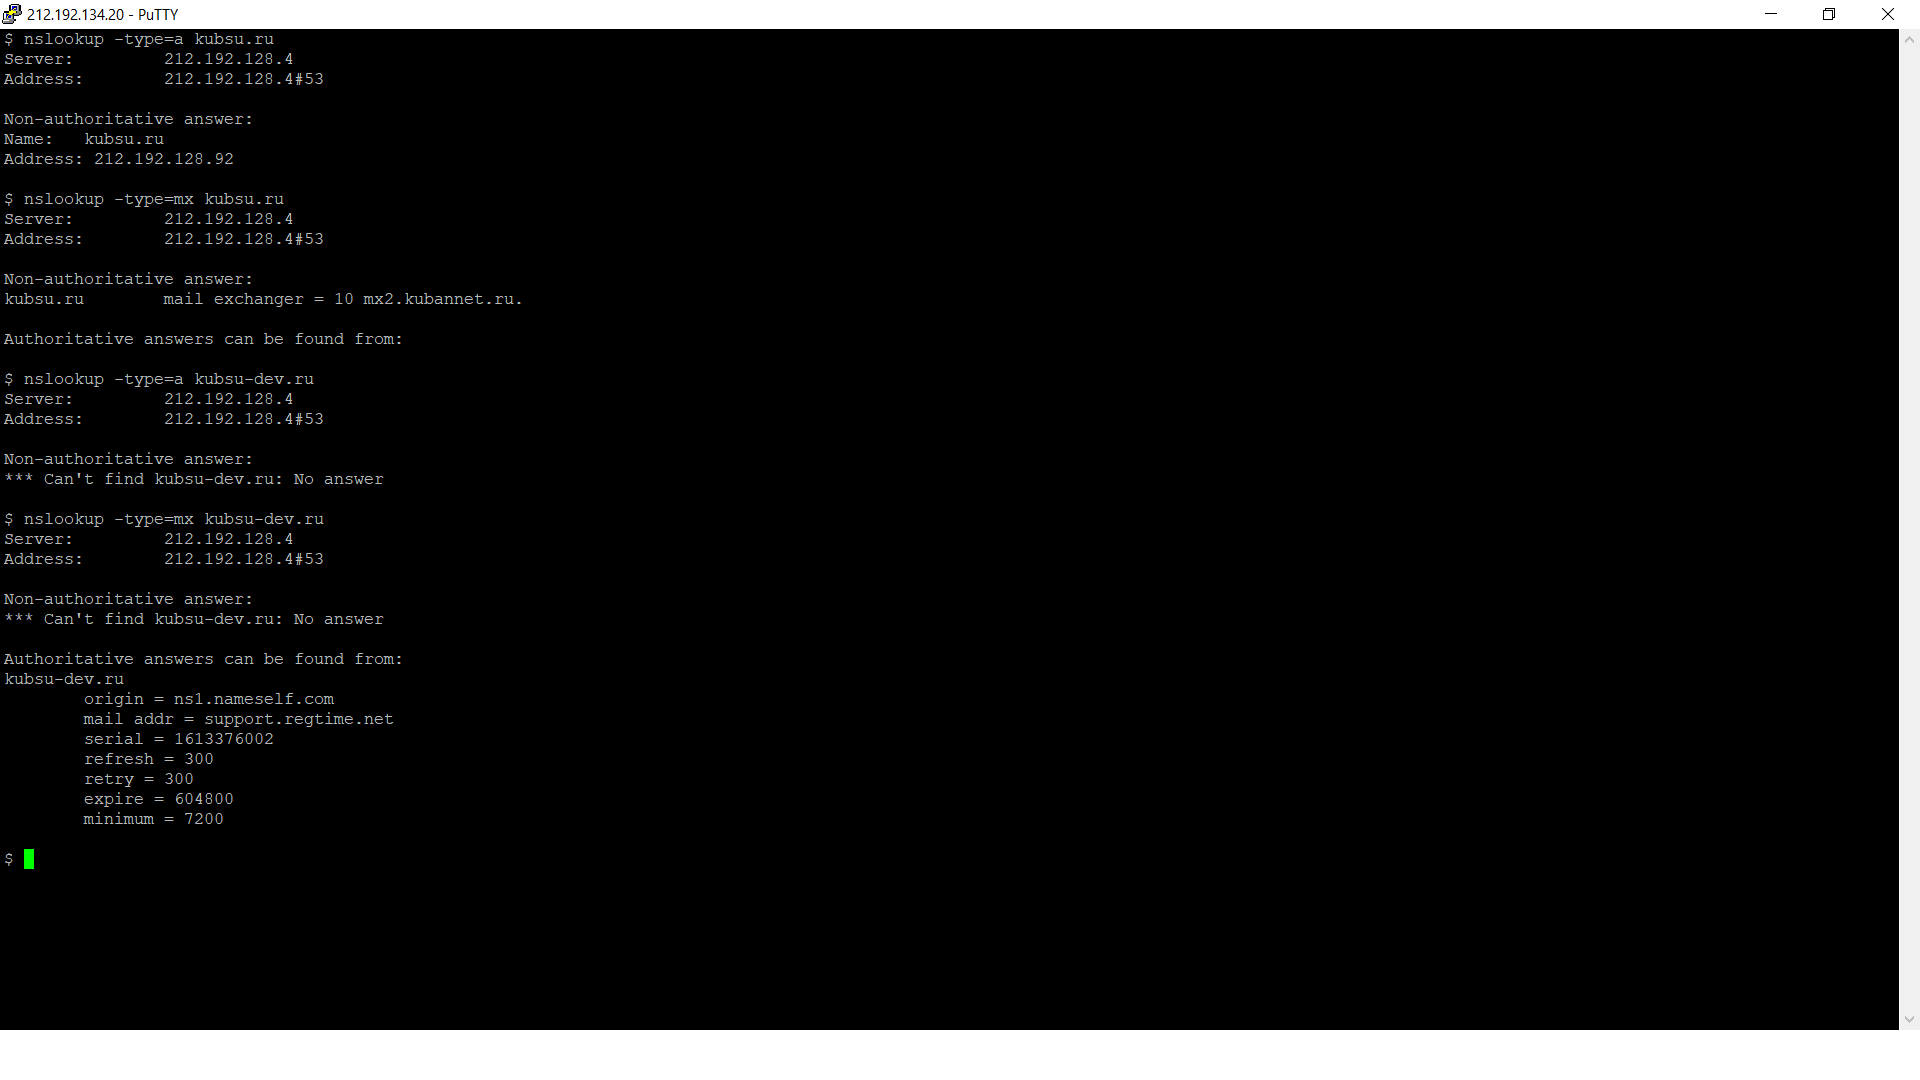 212.192.134.20 - PuTTY
$ nslookup -type=a kubsu.ru
Server:         212.192.128.4
Address:        212.192.128.4#53
Non-authoritative answer:
Name:   kubsu.ru
Address: 212.192.128.92
$ nslookup -type=mx kubsu.ru
Server:         212.192.128.4
Address:        212.192.128.4#53
Non-authoritative answer:
kubsu.ru        mail exchanger = 10 mx2.kubannet.ru.
Authoritative answers can be found from:
$ nslookup -type=a kubsu-dev.ru
Server:         212.192.128.4
Address:        212.192.128.4#53
Non-authoritative answer:
*** Can't find kubsu-dev.ru: No answer
$ nslookup -type=mx kubsu-dev.ru
Server:         212.192.128.4
Address:        212.192.128.4#53
Non-authoritative answer:
*** Can't find kubsu-dev.ru: No answer
Authoritative answers can be found from:
kubsu-dev.ru
        origin = ns1.nameself.com
        mail addr = support.regtime.net
        serial = 1613376002
        refresh = 300
        retry = 300
        expire = 604800
        minimum = 7200
$